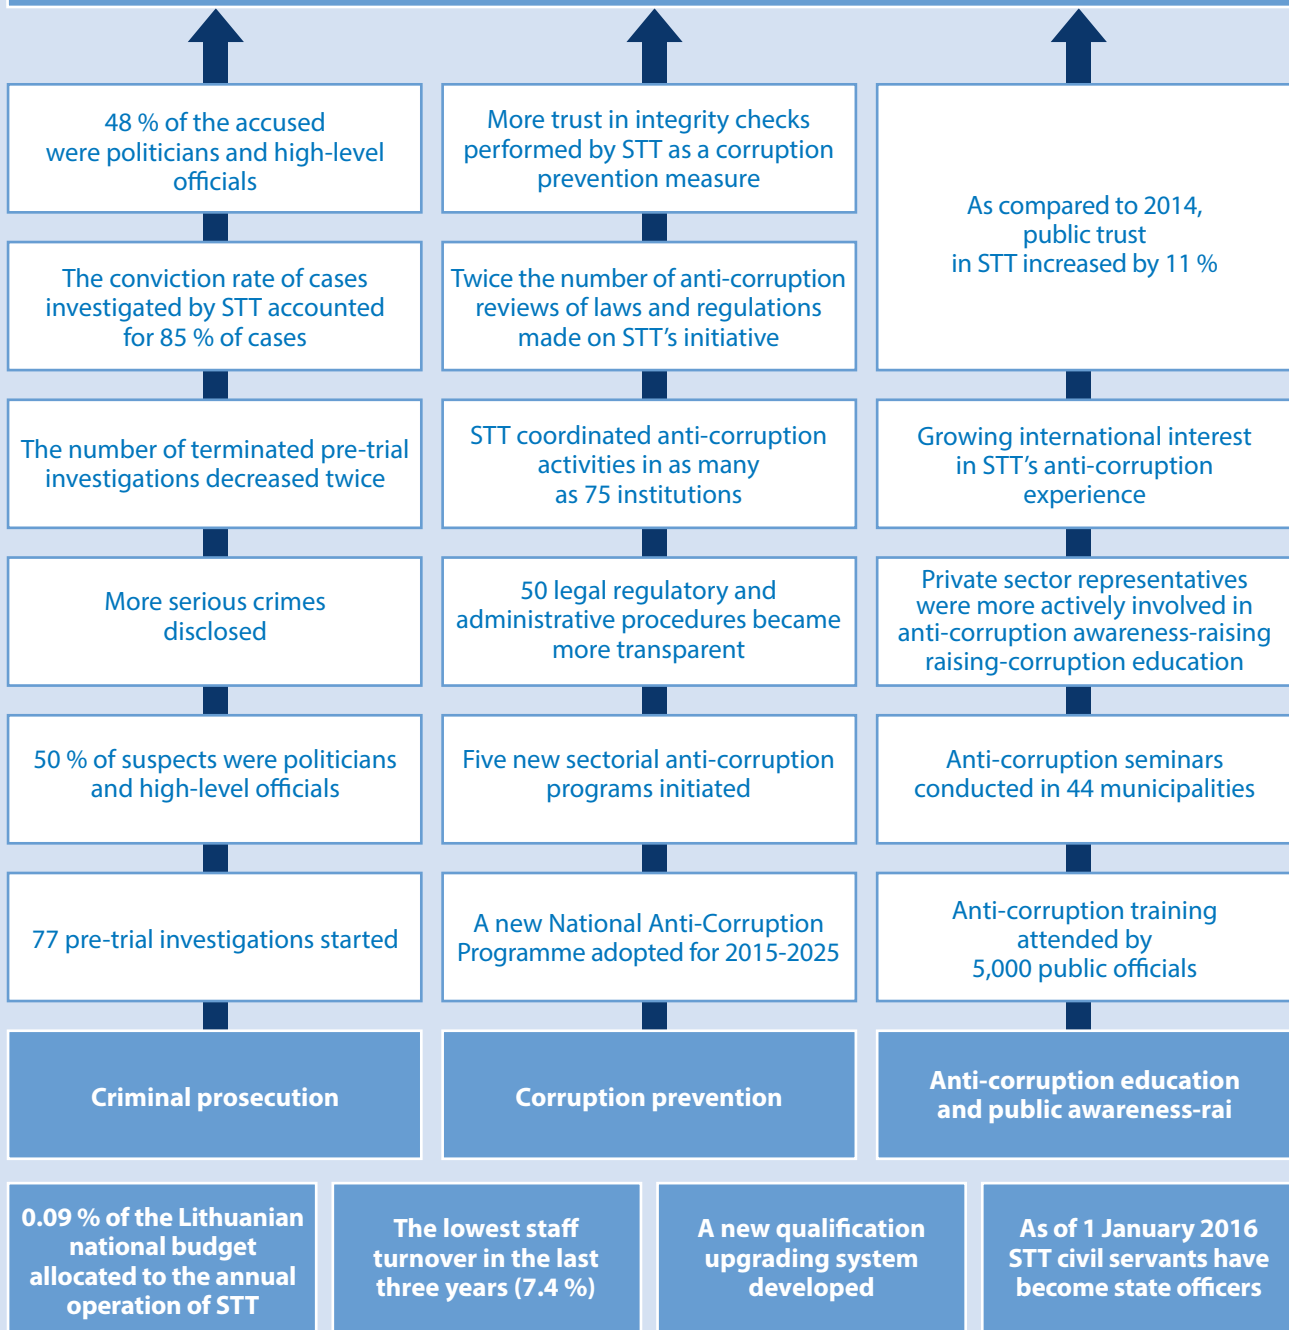 48 % of the accused
were politicians and high-level
officials
The conviction rate of cases
investigated by STT accounted
for 85 % of cases
The number of terminated pre-trial
investigations decreased twice
More serious crimes
disclosed
50 % of suspects were politicians
and high-level officials
77 pre-trial investigations started
Criminal prosecution
More trust in integrity checks
performed by STT as a corruption
prevention measure
Twice the number of anti-corruption
reviews of laws and regulations
made on STT’s initiative
STT coordinated anti-corruption
activities in as many
as 75 institutions
50 legal regulatory and
administrative procedures became
more transparent
Five new sectorial anti-corruption
programs initiated
A new National Anti-Corruption
Programme adopted for 2015-2025
Corruption prevention
As compared to 2014,
public trust
in STT increased by 11 %
Growing international interest
in STT’s anti-corruption
experience
Private sector representatives
were more actively involved in
anti-corruption awareness-raising
raising-corruption education
Anti-corruption seminars
conducted in 44 municipalities
Anti-corruption training
attended by
5,000 public officials
Anti-corruption education
and public awareness-rai
0.09 % of the Lithuanian
national budget
allocated to the annual
operation of STT
The lowest staff
turnover in the last
three years (7.4 %)
A new qualification
upgrading system
developed
As of 1 January 2016
STT civil servants have
become state officers